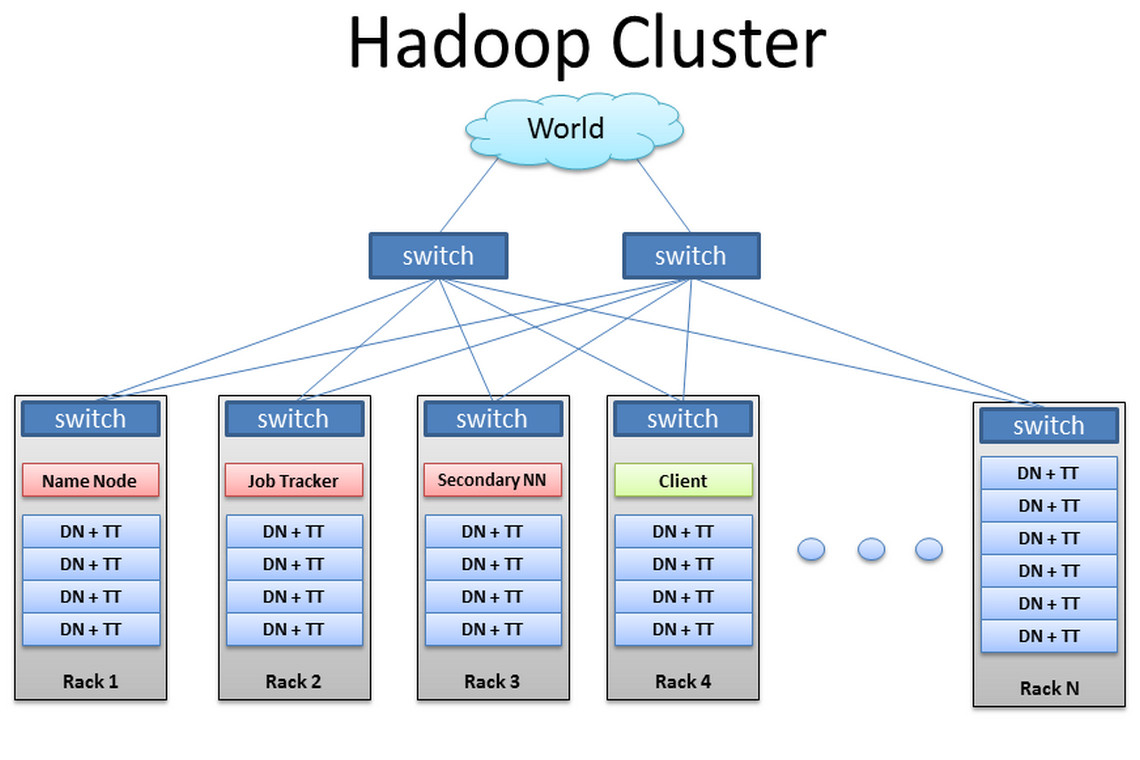 Hadoop Cluster
World
switch
switch
switch
Name Node
DN + TT
DN + TT
DN + TT
DN + TT
Rack 1
switch
Job Tracker
DN + TT
DN + TT
DN + TT
DN + TT
Rack 2
switch
Secondary NN
DN + TT
DN + TT
DN + TT
DN + TT
Rack 3
switch
Client
DN + TT
DN + TT
DN + TT
DN + TT
Rack 4
switch
DN + TT
DN + TT
DN + TT
DN + TT
DN + TT
DN + TT
Rack N